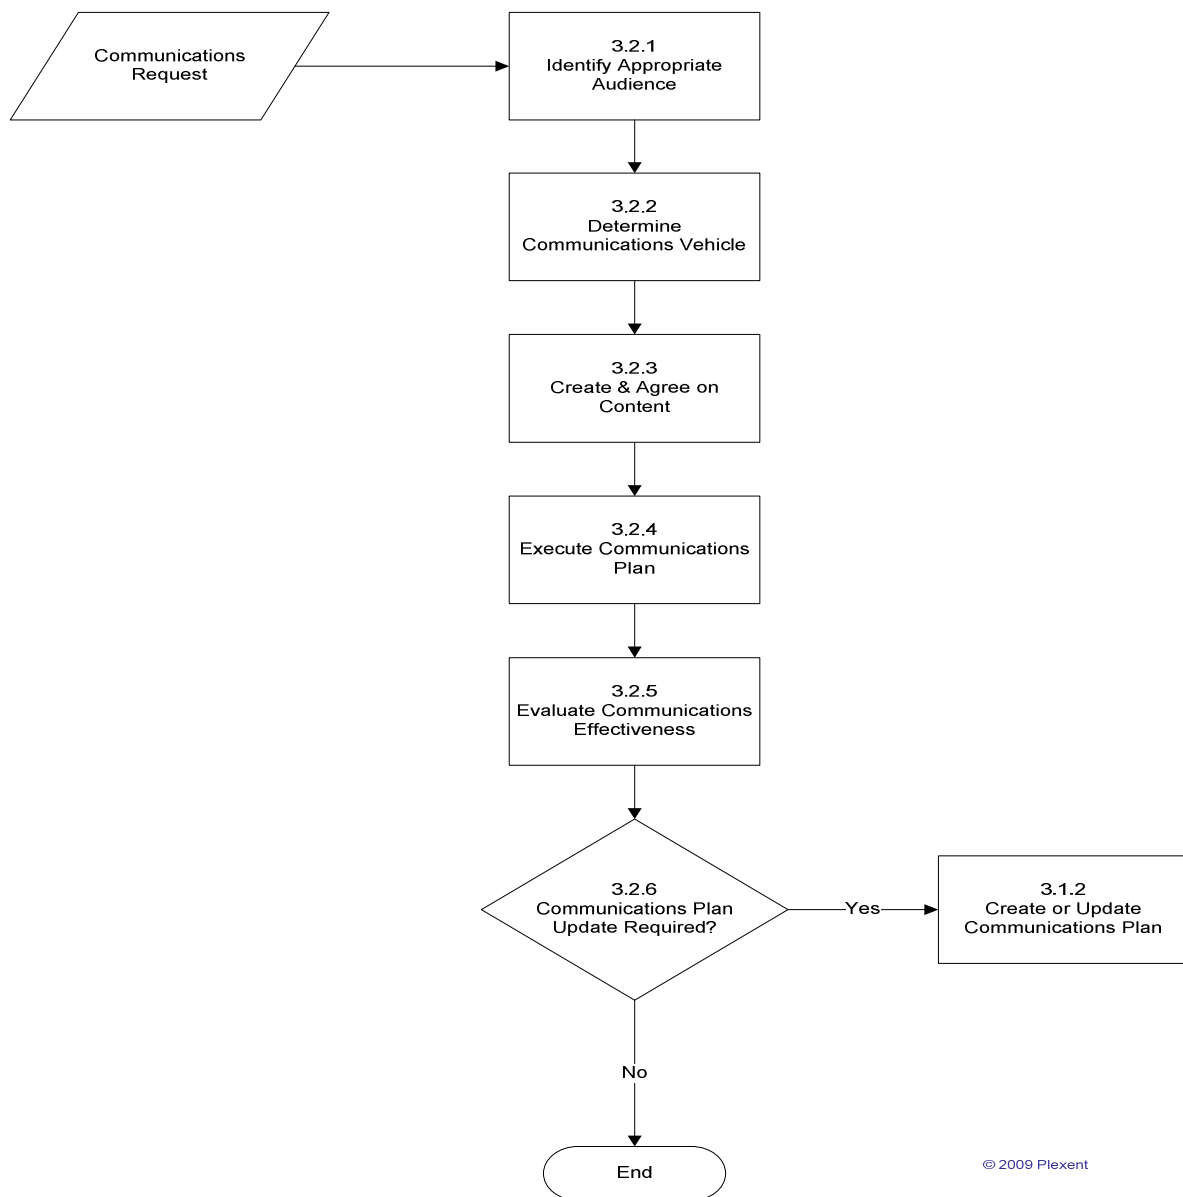 Communications
Request
3.2.1
Identify Appropriate
Audience
3.2.2
Determine
Communications Vehicle
3.2.3
Create & Agree on
Content
3.2.4
Execute Communications
Plan
3.2.5
Evaluate Communications
Effectiveness
3.2.6
Communications Plan
Update Required?
Yes
3.1.2
Create or Update
Communications Plan
No
End
© 2009 Plexent